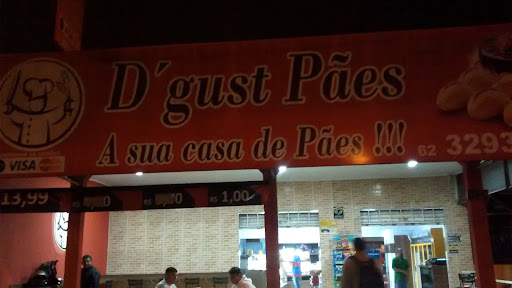 D´gust Pães
A sua casa de Pães !!!
62 3293
VISA
13,99
R$ 1,00